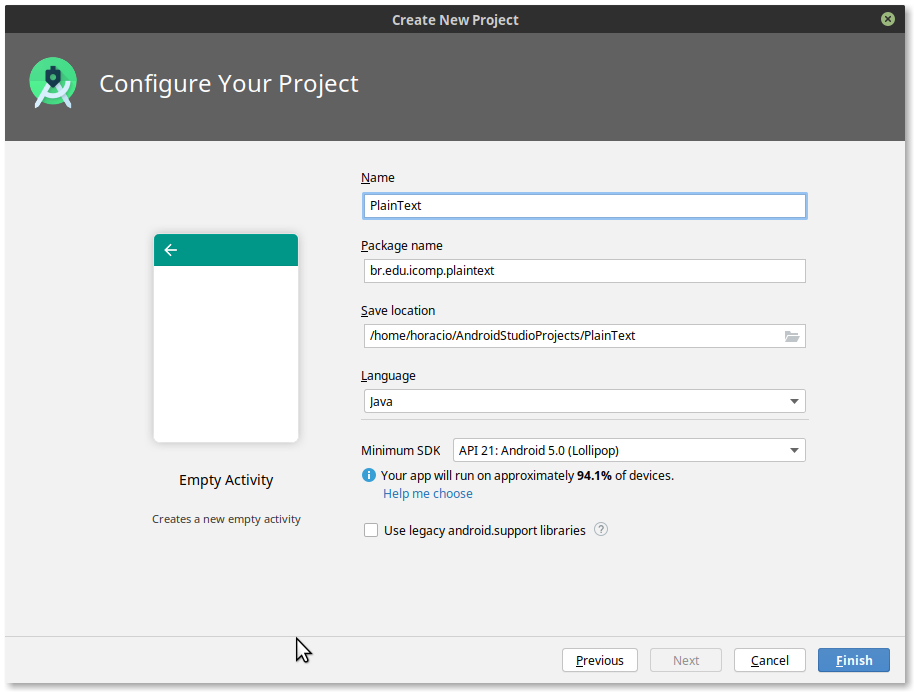 Create New Project
Configure Your Project
Name
PlainText
Package name
br.edu.icomp.plaintext
Save location
/home/horacio/AndroidStudioProjects/PlainText
Language
Java
Minimum SDK API 21: Android 5.0 (Lollipop)
Your app will run on approximately 94.1% of devices.
Help me choose
Use legacy android.support libraries ?
Empty Activity
Creates a new empty activity
Previous Next Cancel Finish